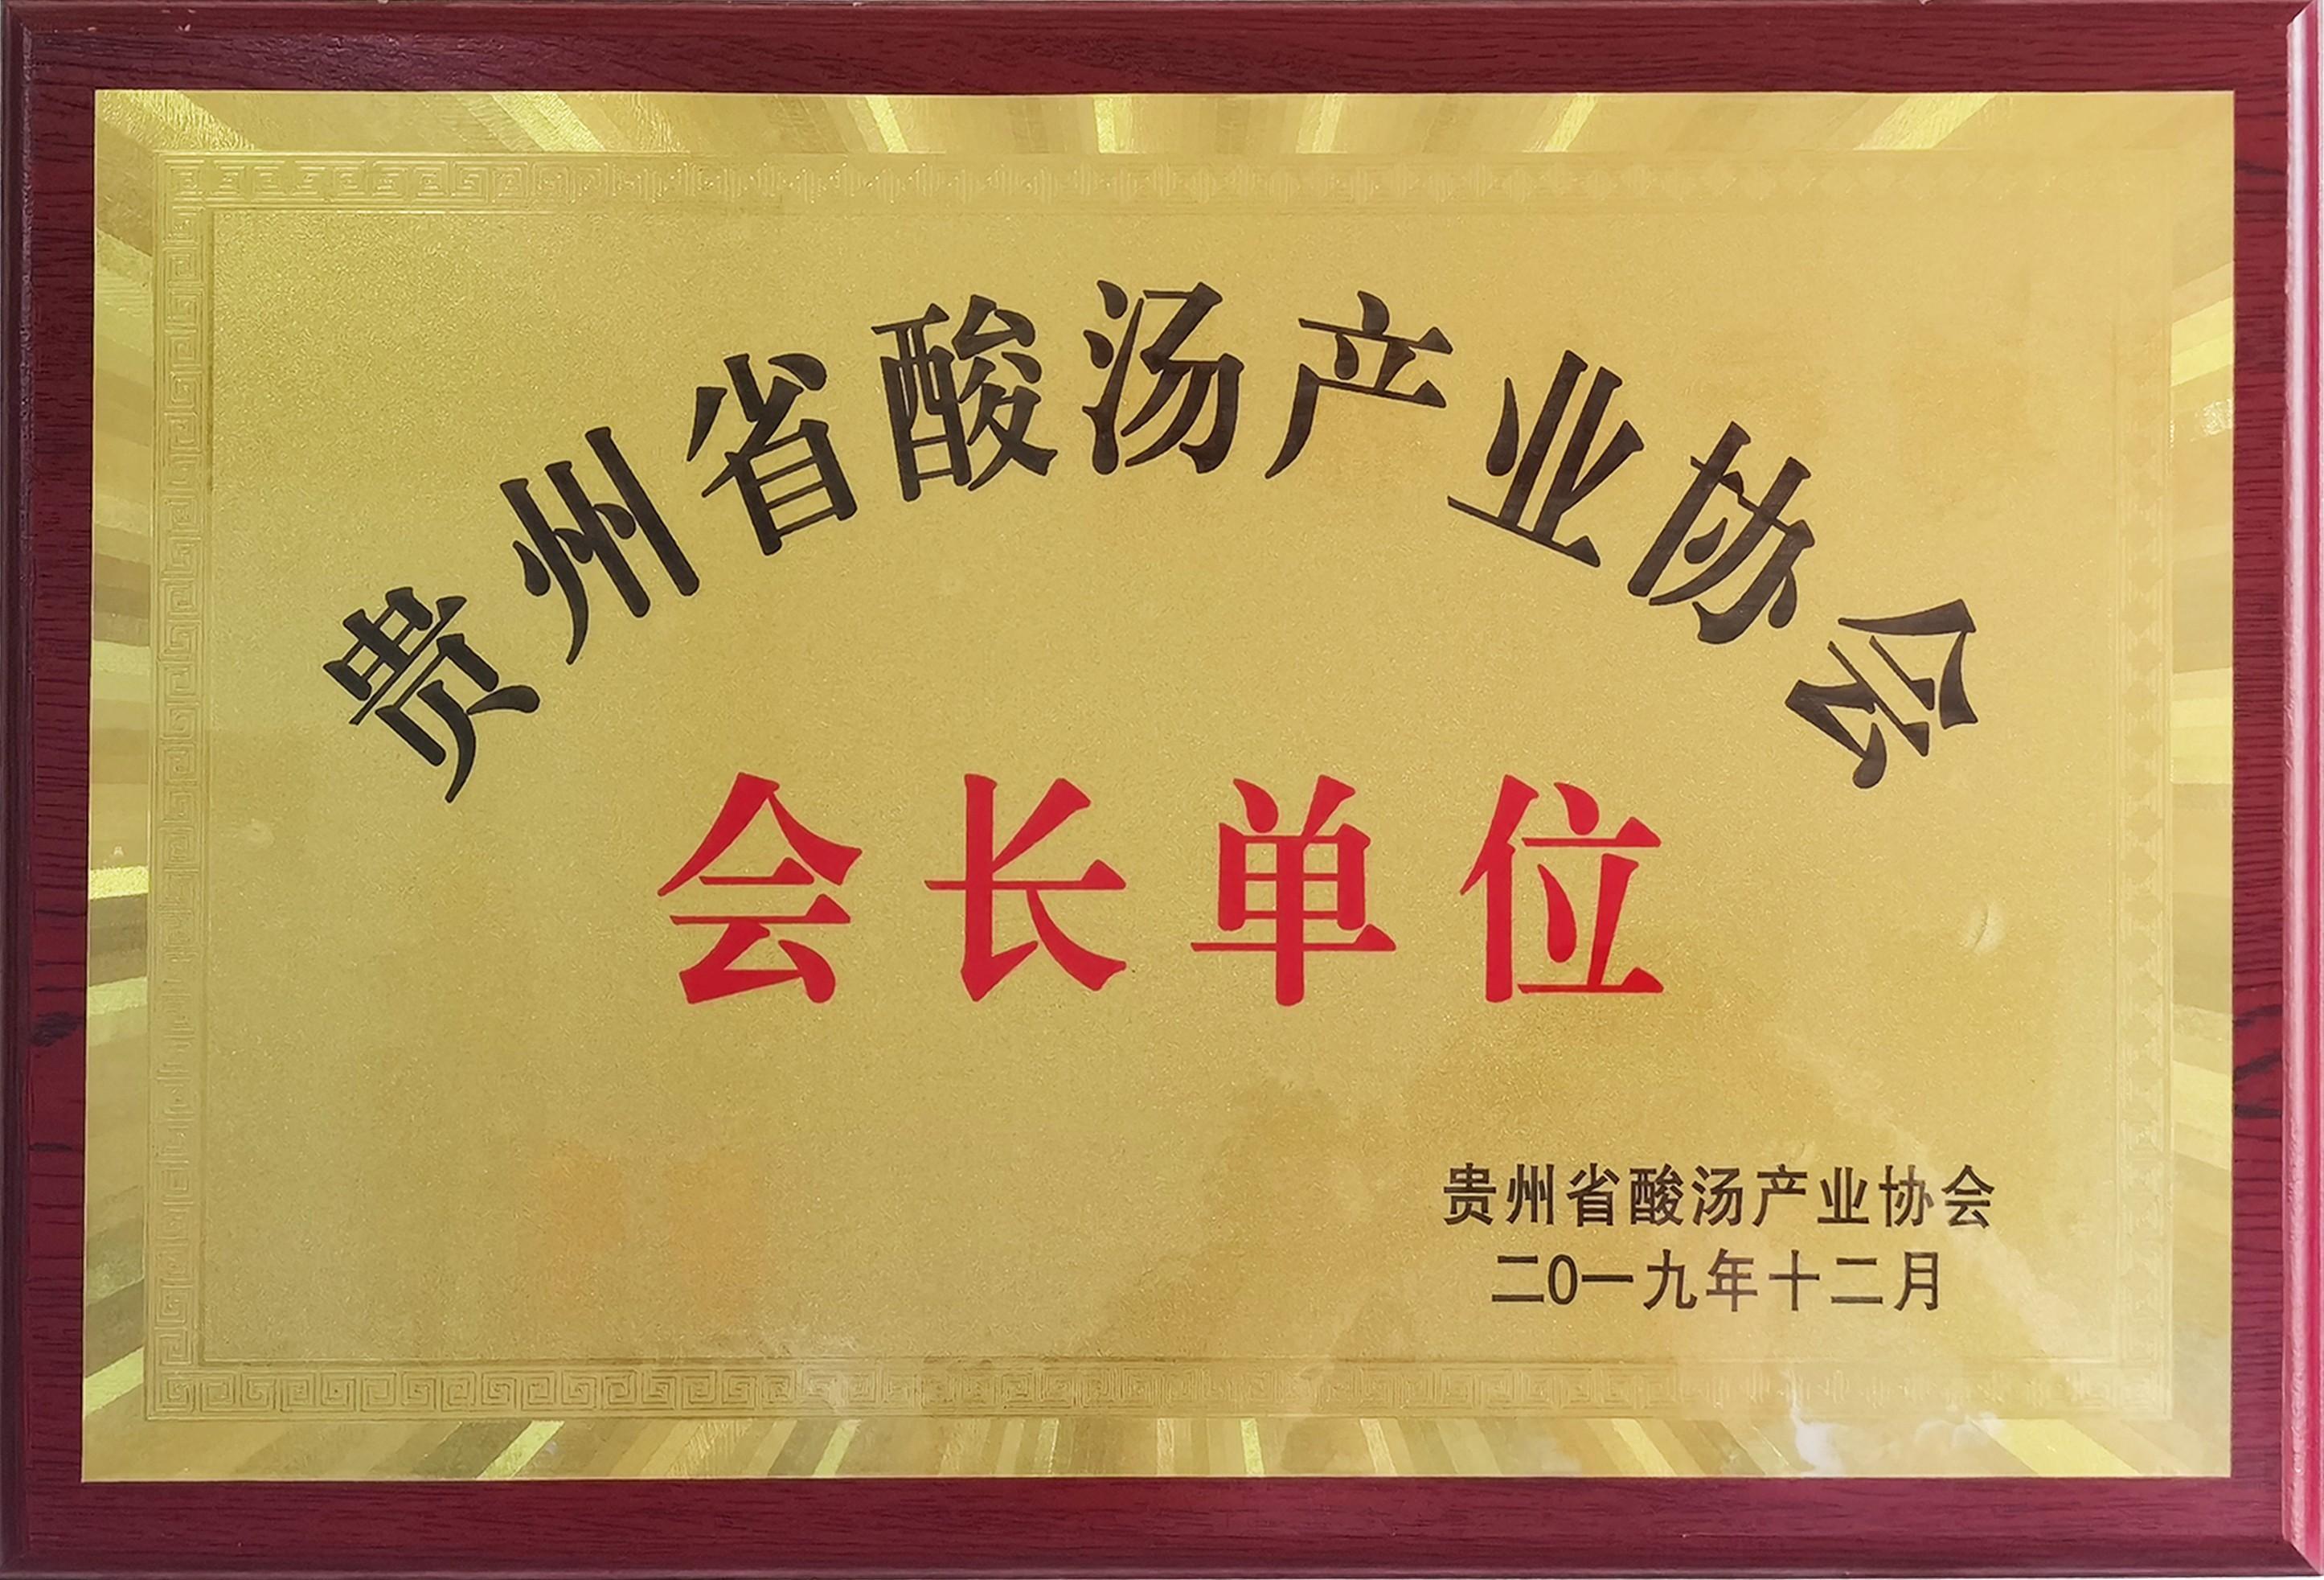 贵州省酸汤产业协会
会长单位
贵州省酸汤产业协会
二0一九年十二月